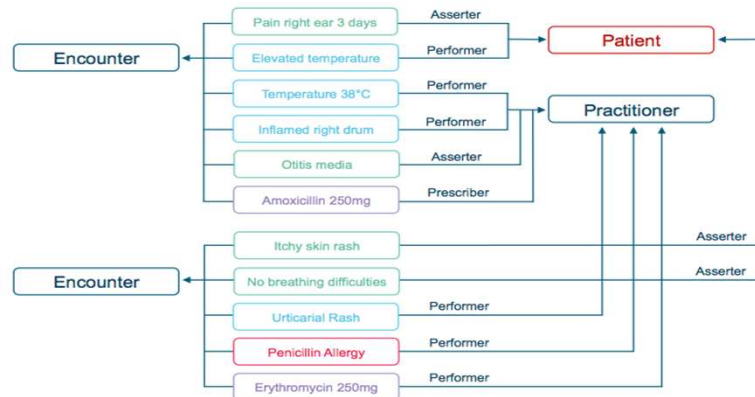 Pain right ear 3 days
Asserter
Elevated temperature
Performer
Patient
Encounter
Temperature 38°C
Performer
Practitioner
Inflamed right drum
Performer
Otitis media
Asserter
Amoxicillin 250mg
Prescriber
Itchy skin rash
Asserter
Encounter
No breathing difficulties
Asserter
Urticarial Rash
Performer
Penicillin Allergy
Performer
Erythromycin 250mg
Performer